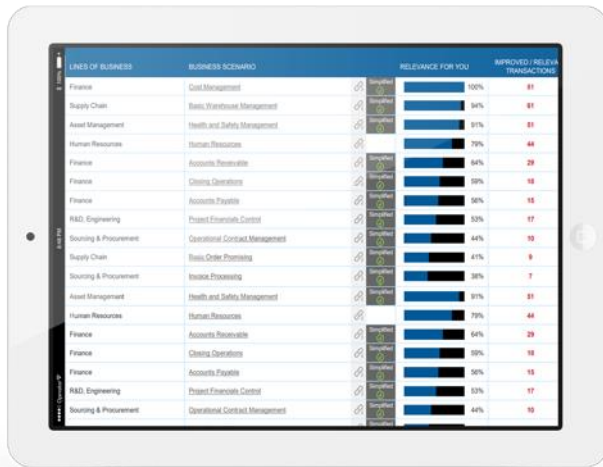 LINES OF BUSINESS BUSINESS SCENARIO RELEVANCE FOR YOU IMPROVED / RELEVA
TRANSACTIONS
Finance Cost Management Simplified 100%
Supply Chain Basic Warehouse Management Simplified 94% 61
Asset Management Health and Safety Management Simplified 91% 51
Human Resources Human Resources 79% 44
Finance Accounts Receivable Simplified 64% 29
Finance Closing Operations Simplified 59%
Finance Accounts Payable Simplified 56% 15
R&D, Engineering Project Financials Control Simplified 53% 17
Sourcing & Procurement Operational Contract Management Simplified 44% 10
Supply Chain Basic Order Promising Simplified 41% 9
Sourcing & Procurement Invoice Processing Simplified 38% 7
Asset Management Health and Safety Management Simplified 91% 51
Human Resources Human Resources 79% 44
Finance Accounts Receivable Simplified 64% 29
Finance Closing Operations Simplified 59%
Finance Accounts Payable Simplified 56% 15
R&D, Engineering Project Financials Control Simplified 53% 17
Sourcing & Procurement Operational Contract Management Simplified 44% 10
100%
Operator